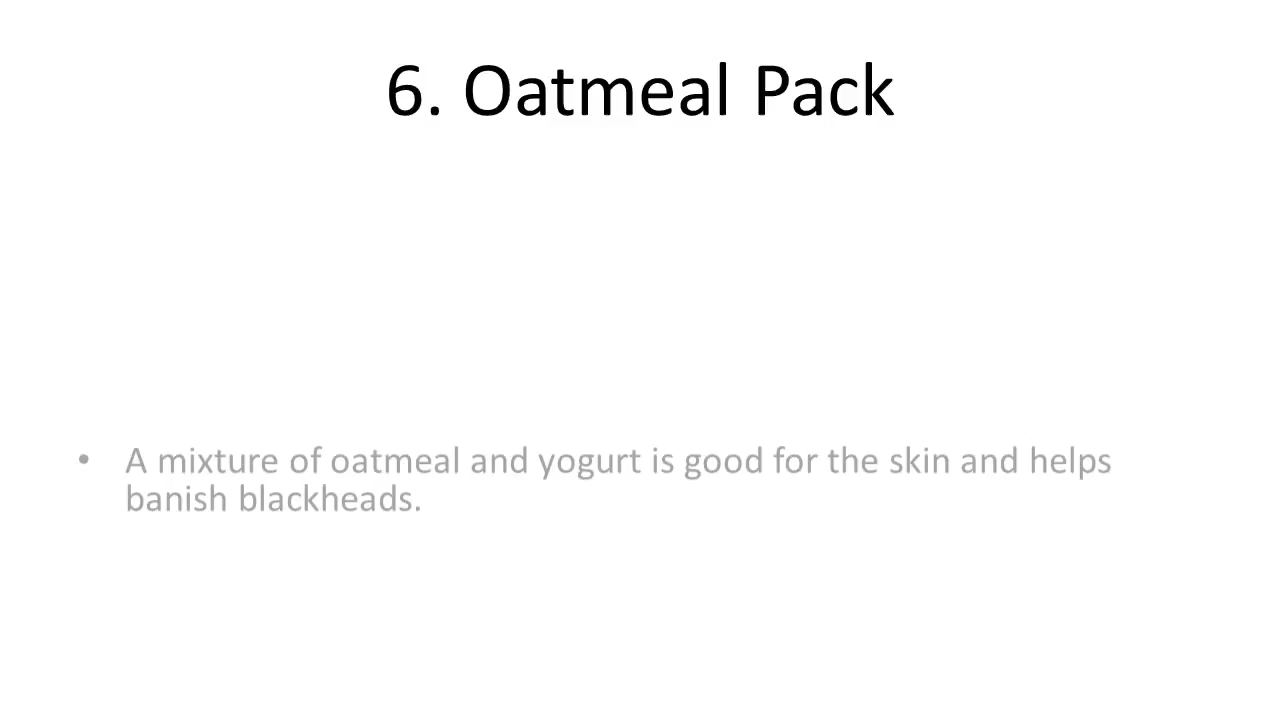 6. Oatmeal Pack
• A mixture of oatmeal and yogurt is good for the skin and helps
banish blackheads.